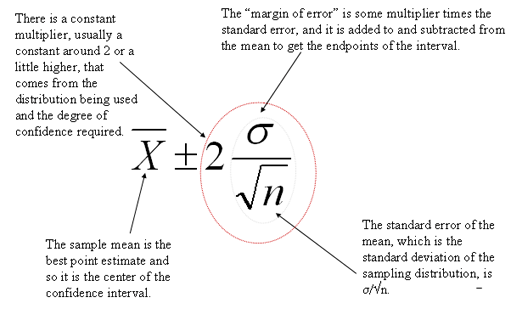 There is a constant
multiplier, usually a
constant around 2 or a
little higher, that
comes from the
distribution being used
and the degree of
confidence required.
The “margin of error” is some multiplier times the
standard error, and it is added to and subtracted from
the mean to get the endpoints of the interval.
X̅ ± 2 σ/√n
The sample mean is the
best point estimate and
so it is the center of the
confidence interval.
The standard error of the
mean, which is the
standard deviation of the
sampling distribution, is
σ/√n.